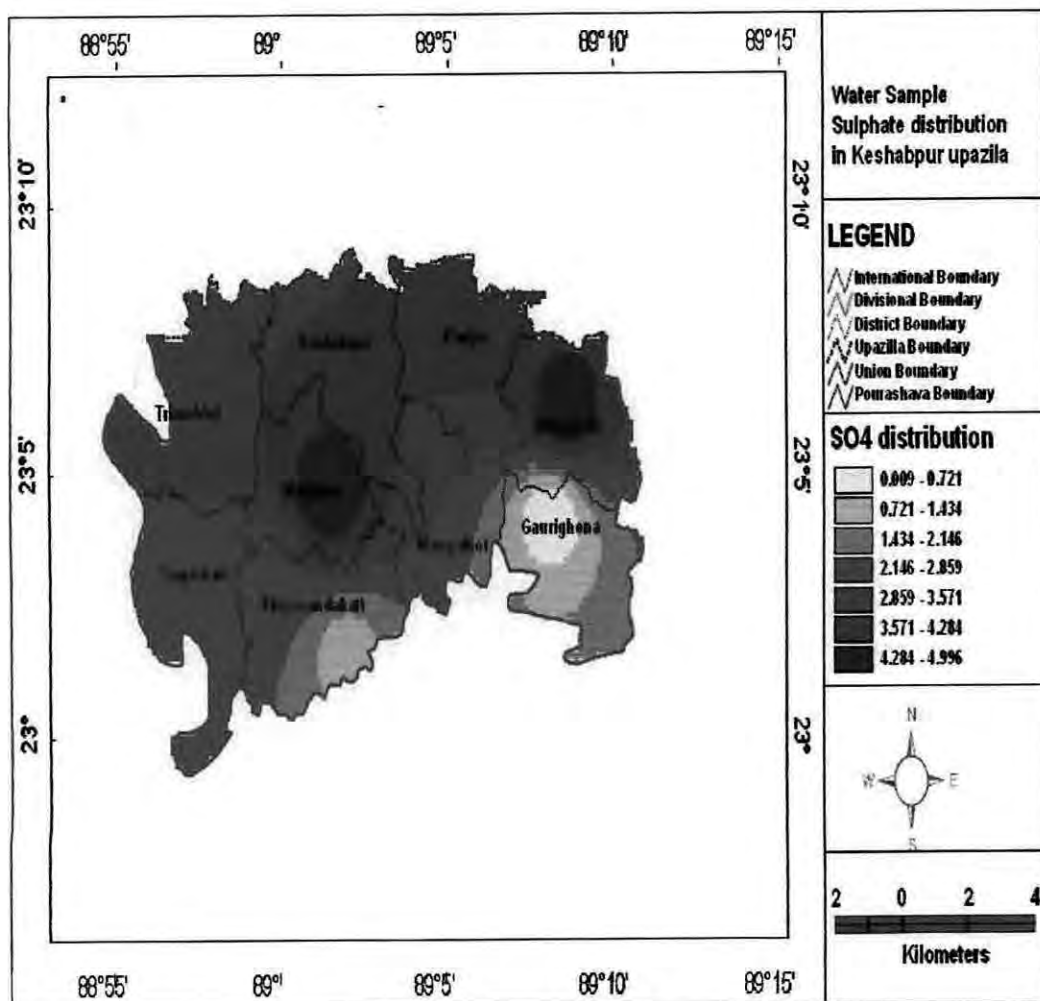 88°55' 89° 89°5' 89°10' 89°15'
Water Sample
Sulphate distribution
in Keshabpur upazila
23°10' 23°10'
LEGEND
International Boundary
Divisional Boundary
District Boundary
Upazilla Boundary
Union Boundary
Pourashava Boundary
23°5' 23°5'
Gaurighona
SO4 distribution
0.009 - 0.721
0.721 - 1.434
1.434 - 2.146
2.146 - 2.859
2.859 - 3.571
3.571 - 4.284
4.284 - 4.996
23° 23°
N
W E
S
2 0 2 4
Kilometers
88°55' 89° 89°5' 89°10' 89°15'